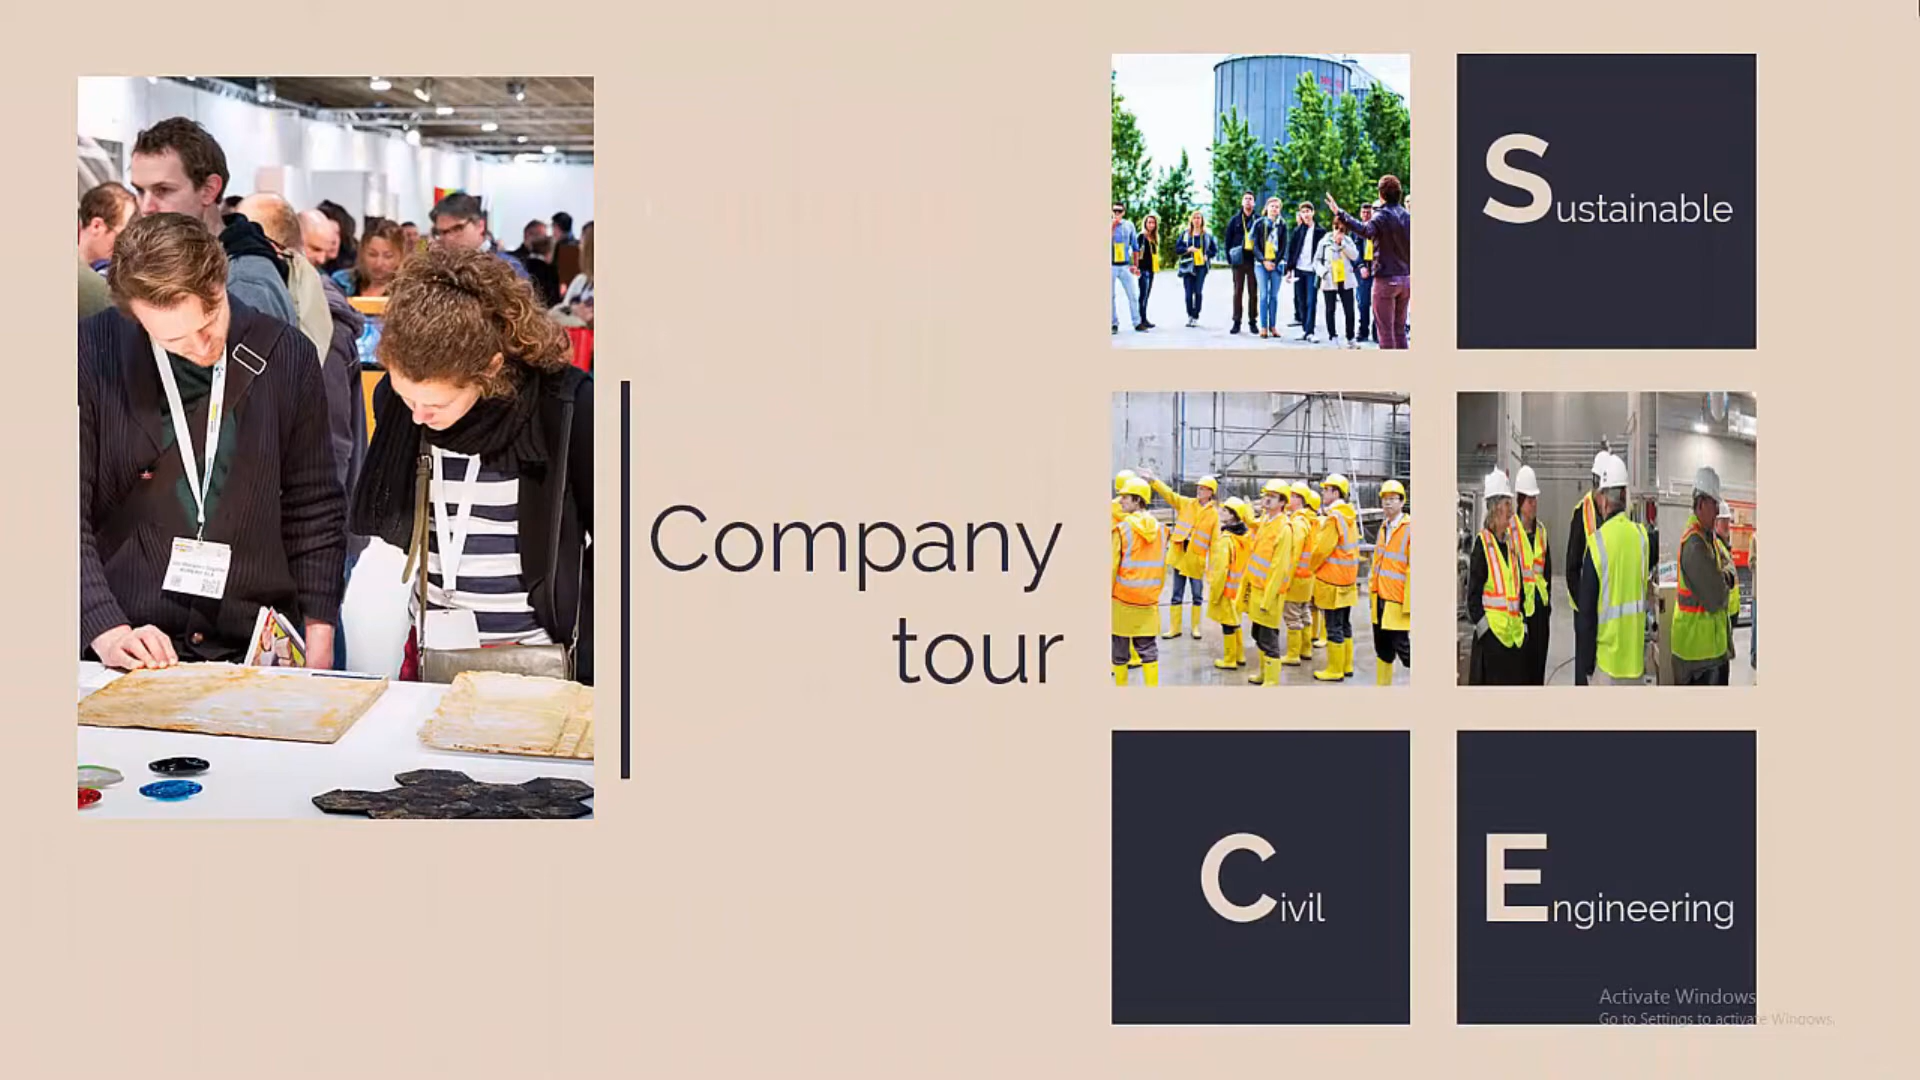 Company
tour
Sustainable
Civil
Engineering
Activate Windows
Go to Settings to activate Windows.